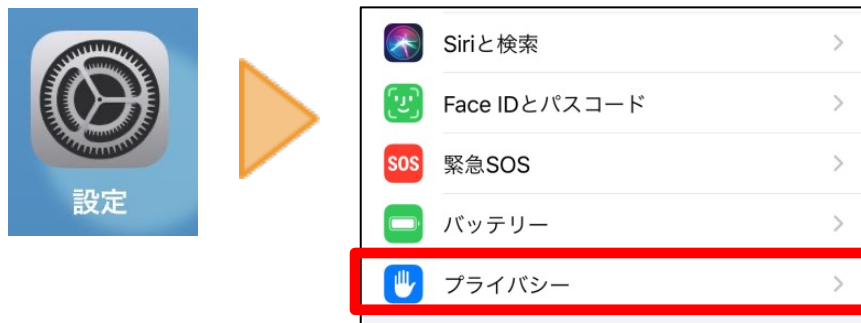 設定
Siriと検索
Face IDとパスコード
SOS 緊急SOS
バッテリー
プライバシー